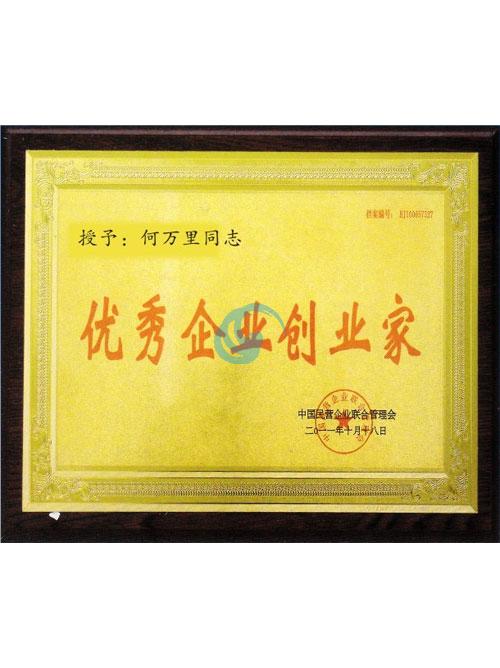 档案编号：HJ100657327
授予：何万里同志
优秀企业创业家
中国民营企业联合管理会
二〇一一年十月十八日